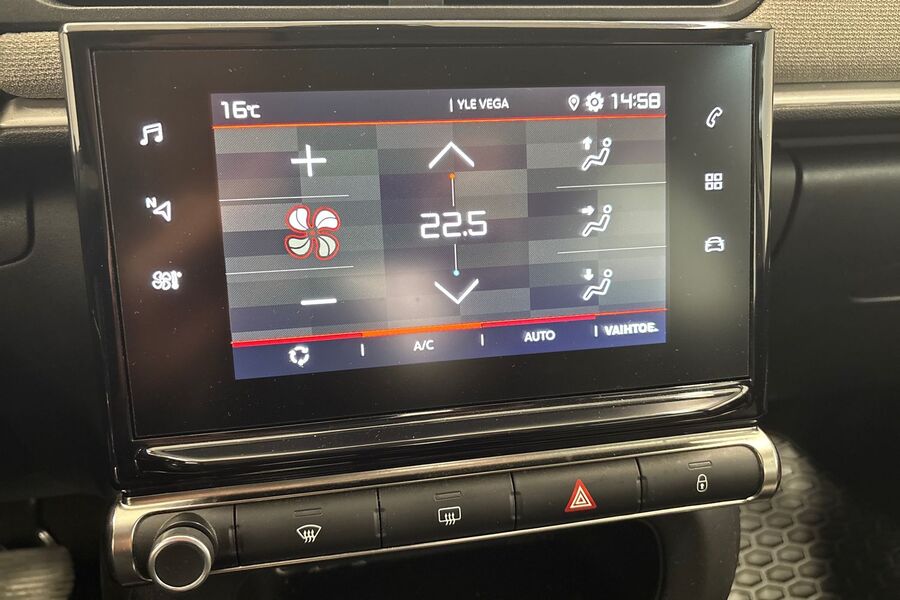 16°C
YLE VEGA
14:58
N
22.5
A/C
AUTO
VAIHTOE.